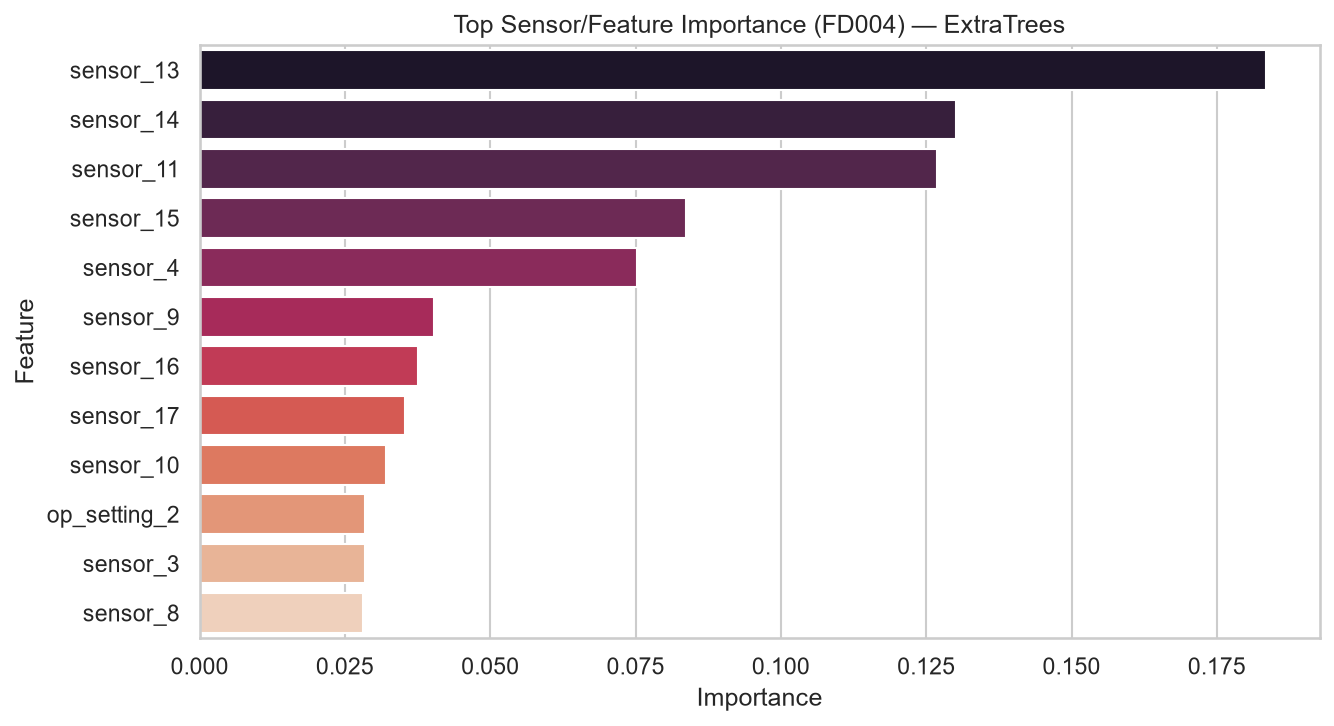 Top Sensor/Feature Importance (FD004) — ExtraTrees
sensor_13
sensor_14
sensor_11
sensor_15
sensor_4
sensor_9
sensor_16
sensor_17
sensor_10
op_setting_2
sensor_3
sensor_8
Feature
0.000 0.025 0.050 0.075 0.100 0.125 0.150 0.175
Importance